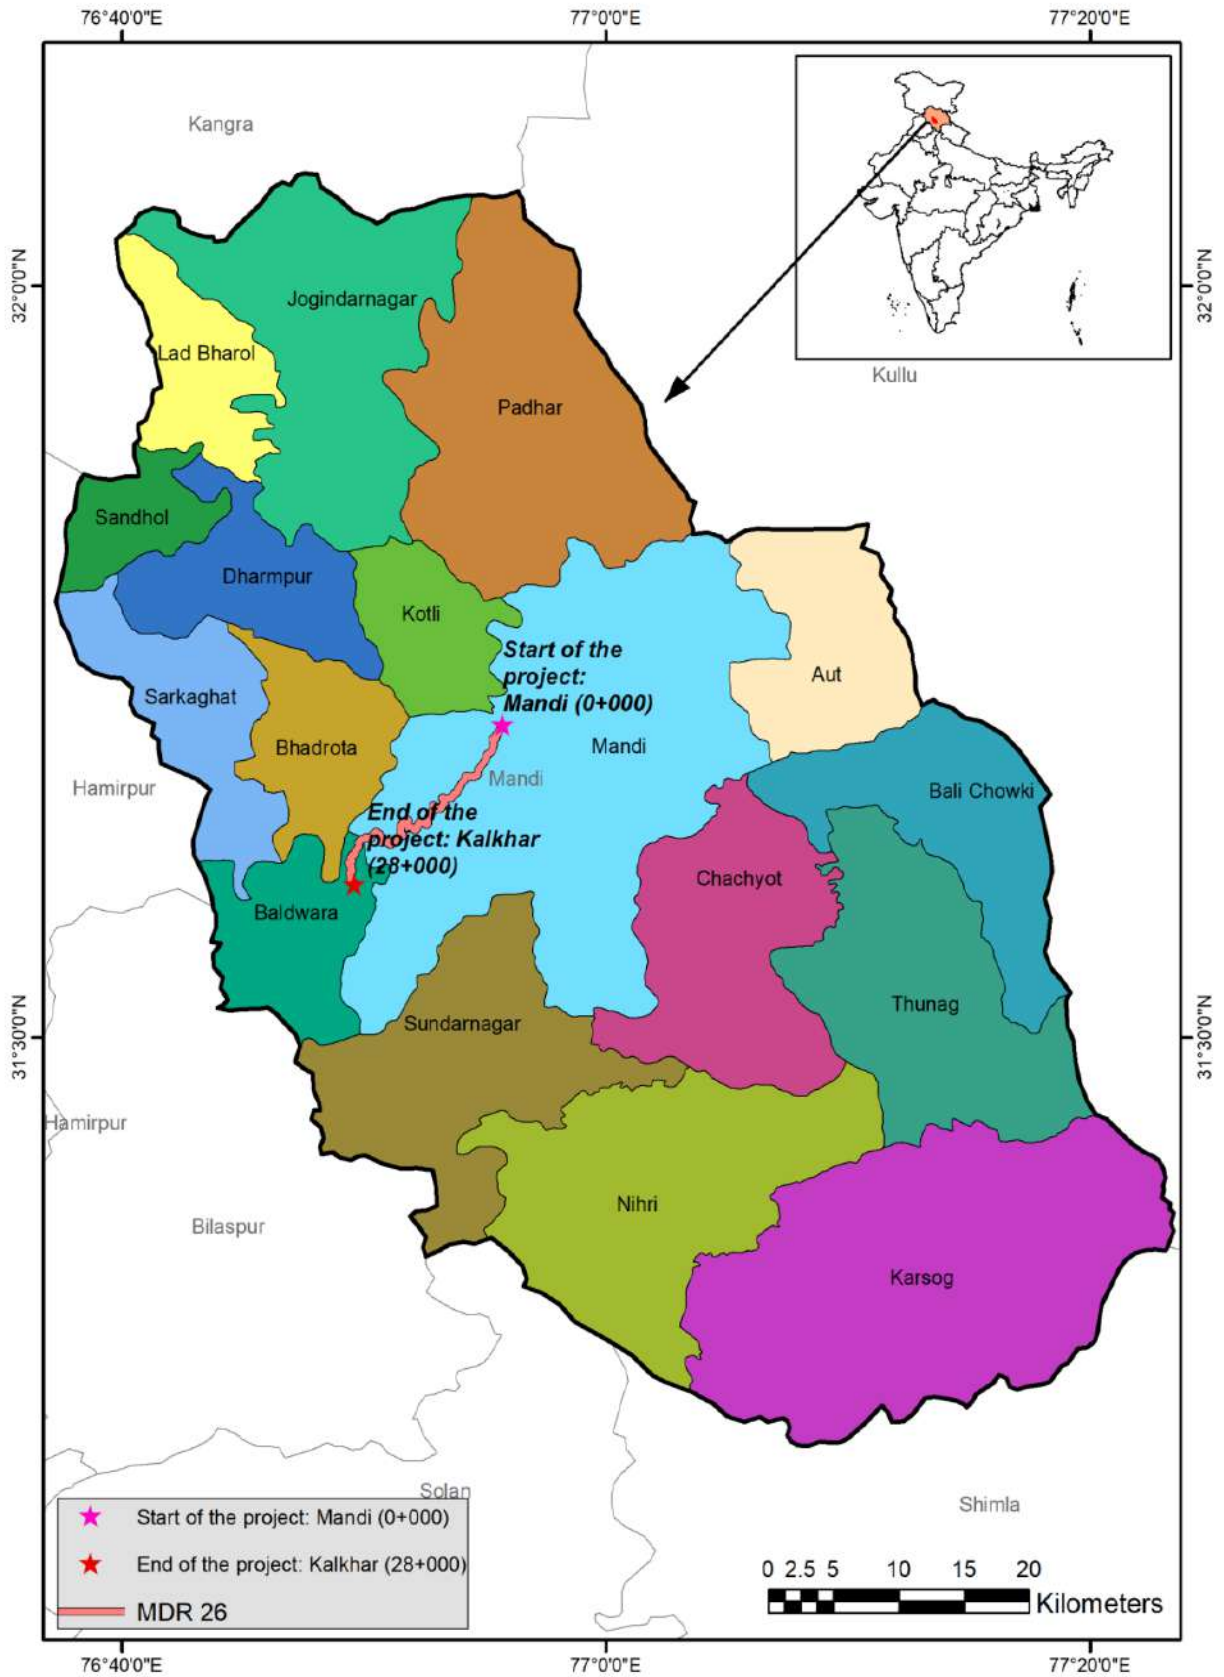 76°40'0"E
77°0'0"E
77°20'0"E
Kangra
32°0'0"N
32°0'0"N
Jogindarnagar
Lad Bharol
Kullu
Padhar
Sandhol
Dharmpur
Kotli
Start of the
project:
Mandi (0+000)
Aut
Sarkaghat
Bhadrota
Mandi
Mandi
Hamirpur
Bali Chowki
End of the
project: Kalkhar
(28+000)
Chachyot
Baldwara
Thunag
Sundarnagar
31°30'0"N
31°30'0"N
Hamirpur
Nihri
Bilaspur
Karsog
Solan
Shimla
Start of the project: Mandi (0+000)
End of the project: Kalkhar (28+000)
MDR 26
0 2.5 5 10 15 20
Kilometers
76°40'0"E
77°0'0"E
77°20'0"E